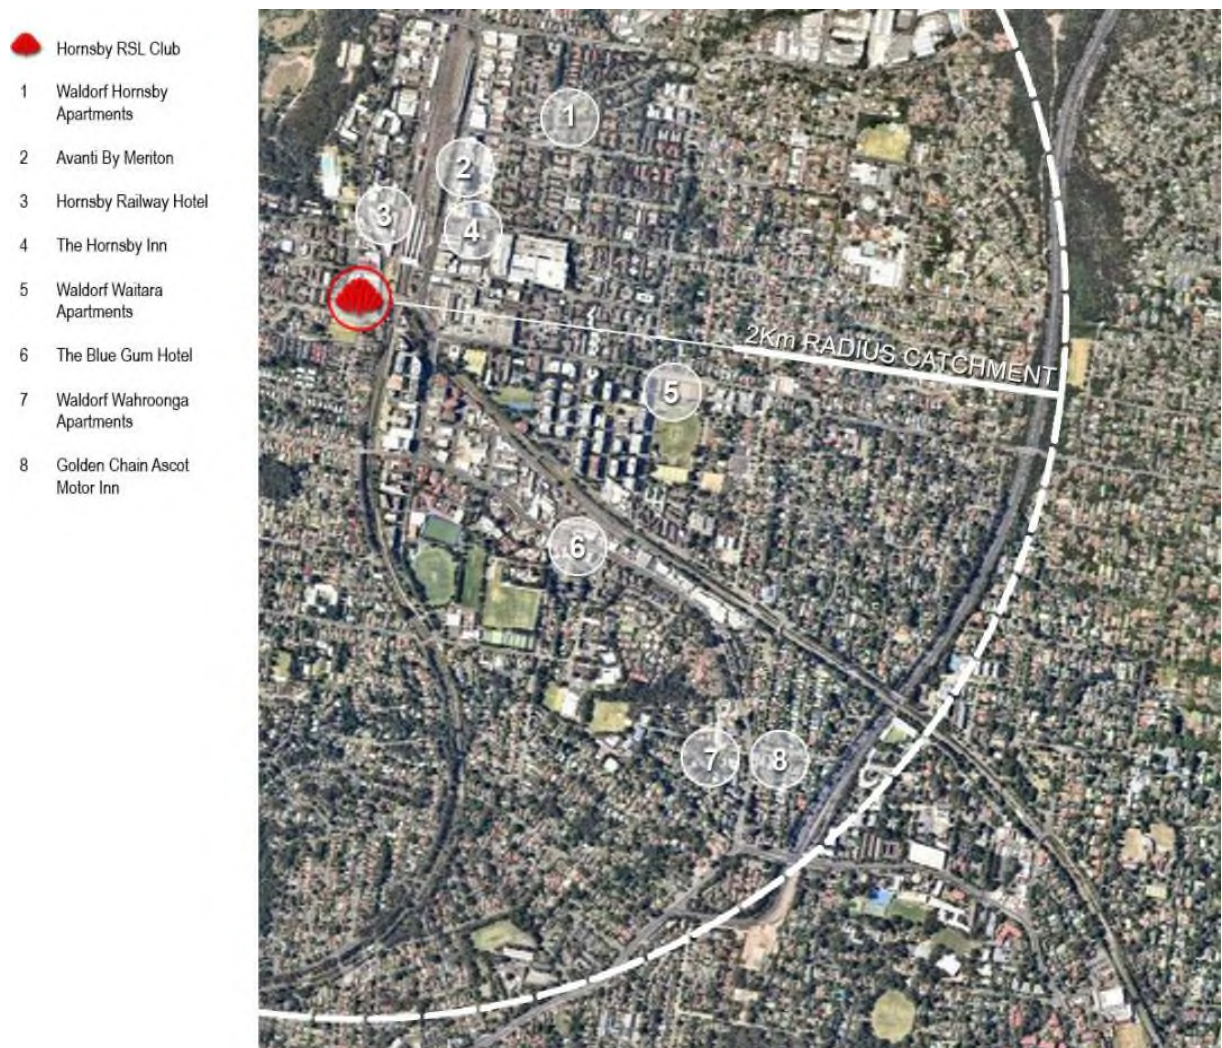 Hornsby RSL Club
1 Waldorf Hornsby
Apartments
2 Avanti By Meriton
3 Hornsby Railway Hotel
4 The Hornsby Inn
5 Waldorf Waitara
Apartments
6 The Blue Gum Hotel
7 Waldorf Wahroonga
Apartments
8 Golden Chain Ascot
Motor Inn
1
2
3
4
2Km RADIUS CATCHMENT
5
6
7
8